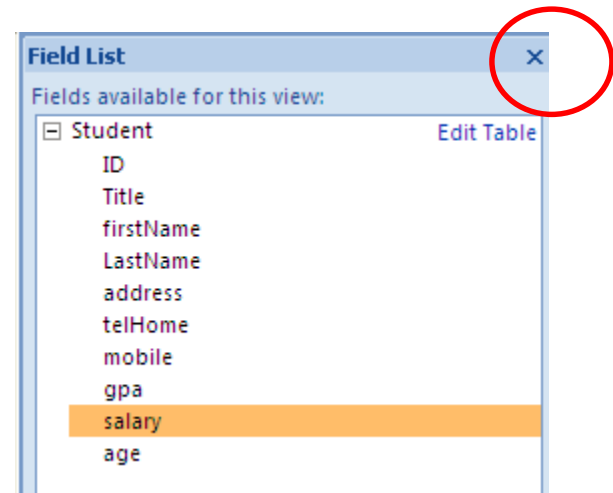 Field List
Fields available for this view:
Student Edit Table
ID
Title
firstName
LastName
address
telHome
mobile
gpa
salary
age